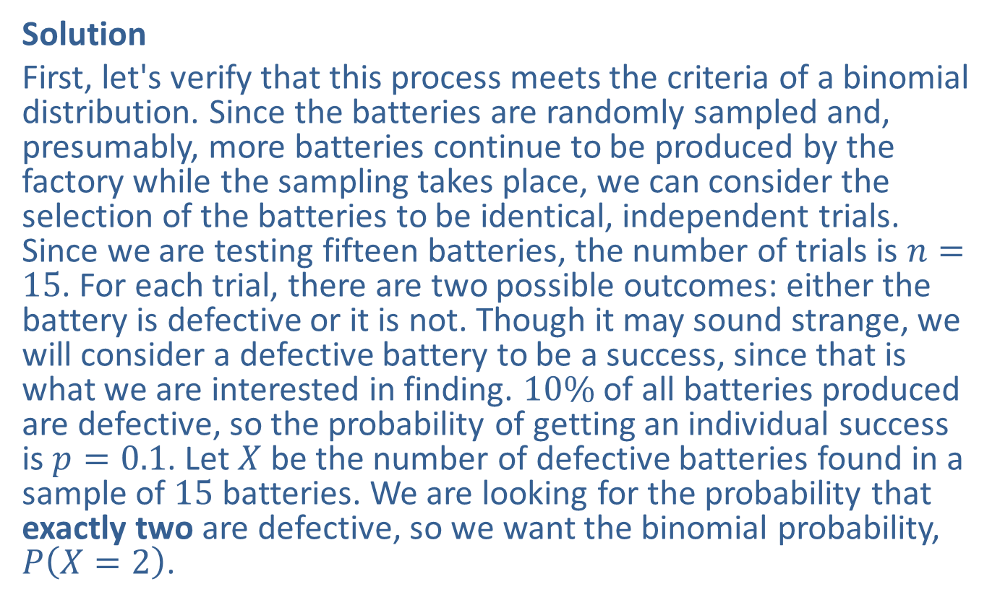 Solution
First, let's verify that this process meets the criteria of a binomial
distribution. Since the batteries are randomly sampled and,
presumably, more batteries continue to be produced by the
factory while the sampling takes place, we can consider the
selection of the batteries to be identical, independent trials.
Since we are testing fifteen batteries, the number of trials is n =
15. For each trial, there are two possible outcomes: either the
battery is defective or it is not. Though it may sound strange, we
will consider a defective battery to be a success, since that is
what we are interested in finding. 10% of all batteries produced
are defective, so the probability of getting an individual success
is p = 0.1. Let X be the number of defective batteries found in a
sample of 15 batteries. We are looking for the probability that
exactly two are defective, so we want the binomial probability,
P(X = 2).